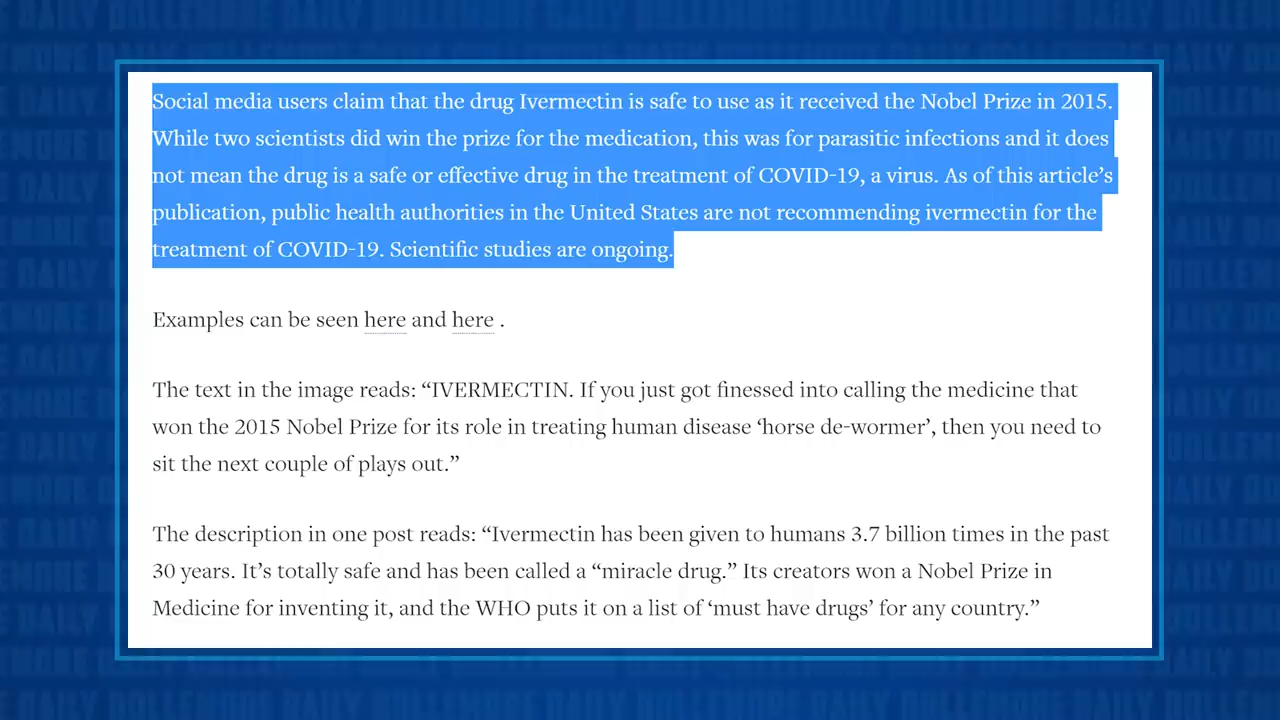 Social media users claim that the drug Ivermectin is safe to use as it received the Nobel Prize in 2015.
While two scientists did win the prize for the medication, this was for parasitic infections and it does
not mean the drug is a safe or effective drug in the treatment of COVID-19, a virus. As of this article’s
publication, public health authorities in the United States are not recommending ivermectin for the
treatment of COVID-19. Scientific studies are ongoing.
Examples can be seen here and here .
The text in the image reads: “IVERMECTIN. If you just got finessed into calling the medicine that
won the 2015 Nobel Prize for its role in treating human disease ‘horse de-wormer’, then you need to
sit the next couple of plays out.”
The description in one post reads: “Ivermectin has been given to humans 3.7 billion times in the past
30 years. It’s totally safe and has been called a “miracle drug.” Its creators won a Nobel Prize in
Medicine for inventing it, and the WHO puts it on a list of ‘must have drugs’ for any country.”